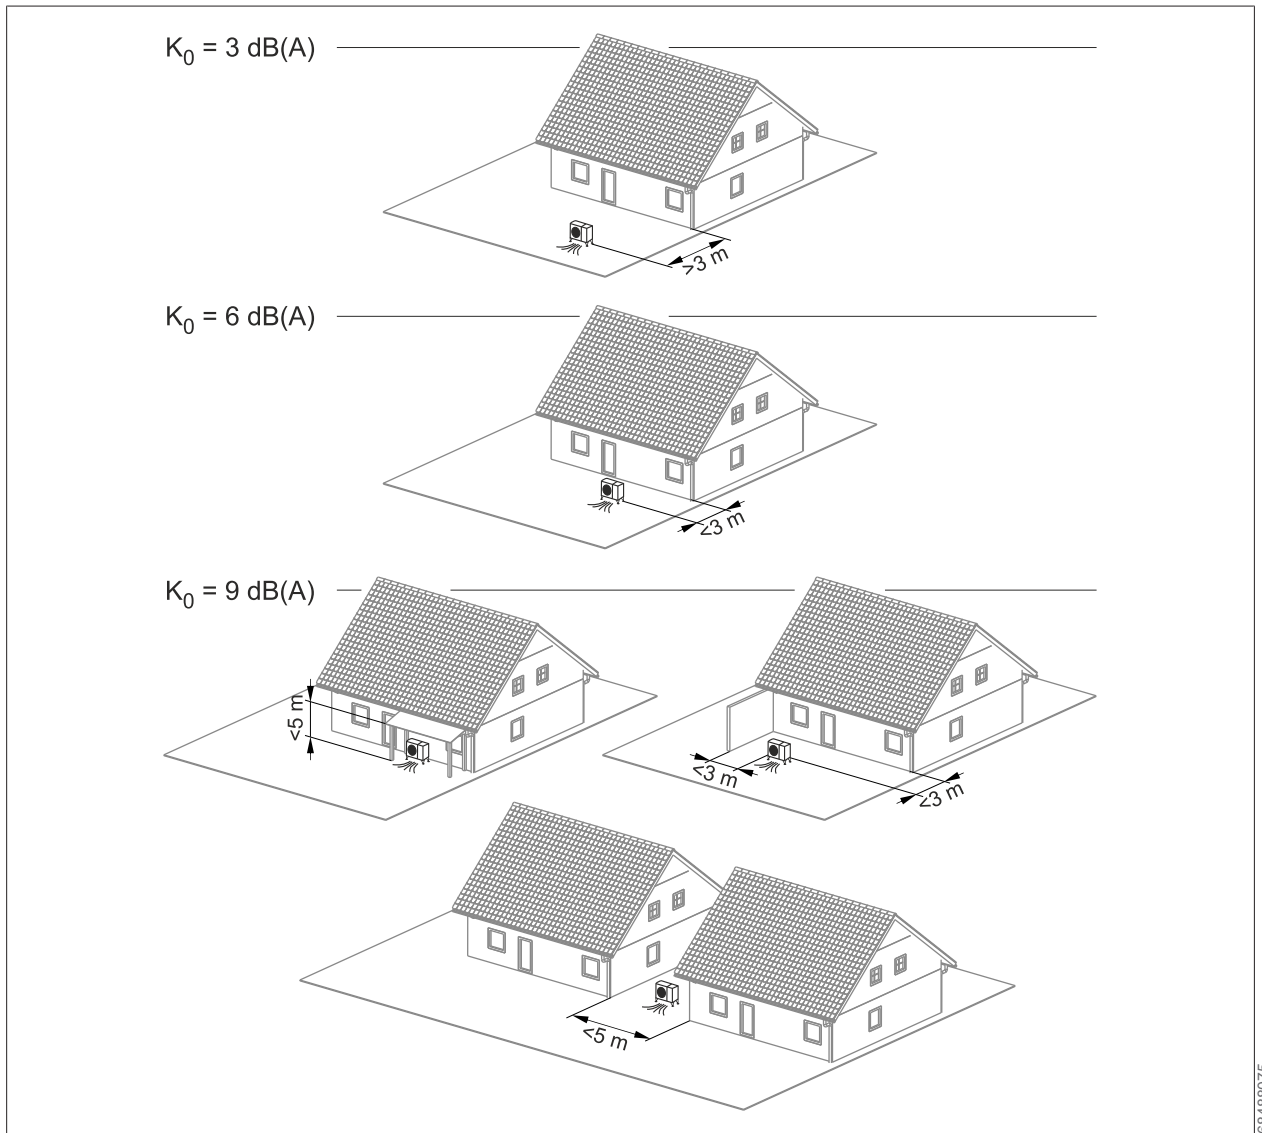 K0 = 3 dB(A)
>3 m
K0 = 6 dB(A)
<3 m
K0 = 9 dB(A)
<5 m
<3 m
<3 m
<5 m